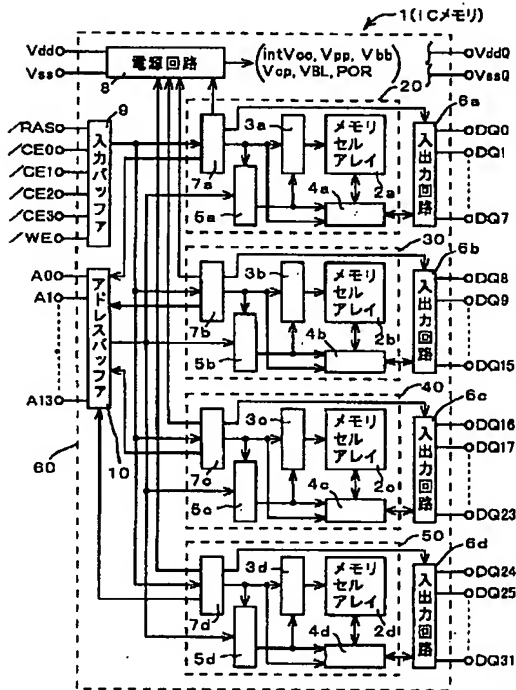 1(ICメモリ)
Vdd
Vss
電源回路
8
(intVcc, Vpp, Vbb)
Vcp, VBL, POR
VddQ
VssQ
20
9
/RAS
/CE0
/CE1
/CE2
/CE3
/WE
入力バッファ
7a
3a
メモリ
セル
アレイ
2a
4a
5a
6a
入出力回路
DQ0
DQ1
DQ7
30
A00
A10
A130
アドレスバッファ
10
60
7b
3b
メモリ
セル
アレイ
2b
4b
5b
6b
入出力回路
DQ8
DQ9
DQ15
40
7c
3c
メモリ
セル
アレイ
2c
4c
5c
6c
入出力回路
DQ16
DQ17
DQ23
50
7d
3d
メモリ
セル
アレイ
2d
4d
5d
6d
入出力回路
DQ24
DQ25
DQ31